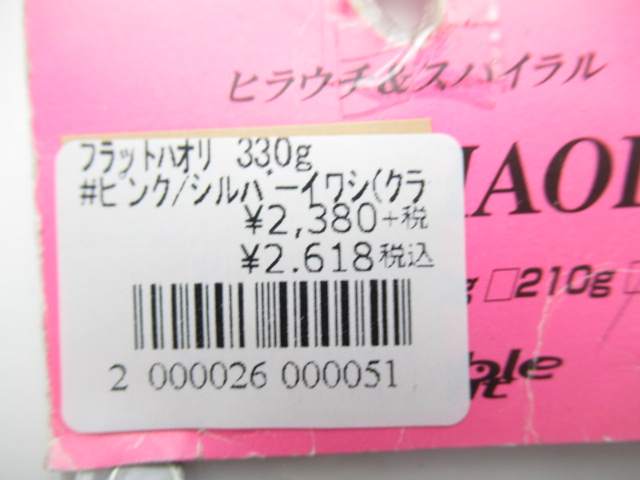 ヒラウチ&スパイラル
フラットハオリ 330g
#ピンク/シルバーイワシ(クラ
¥2,380+税
¥2.618税込
HAOR
□210g
2 000026 000051